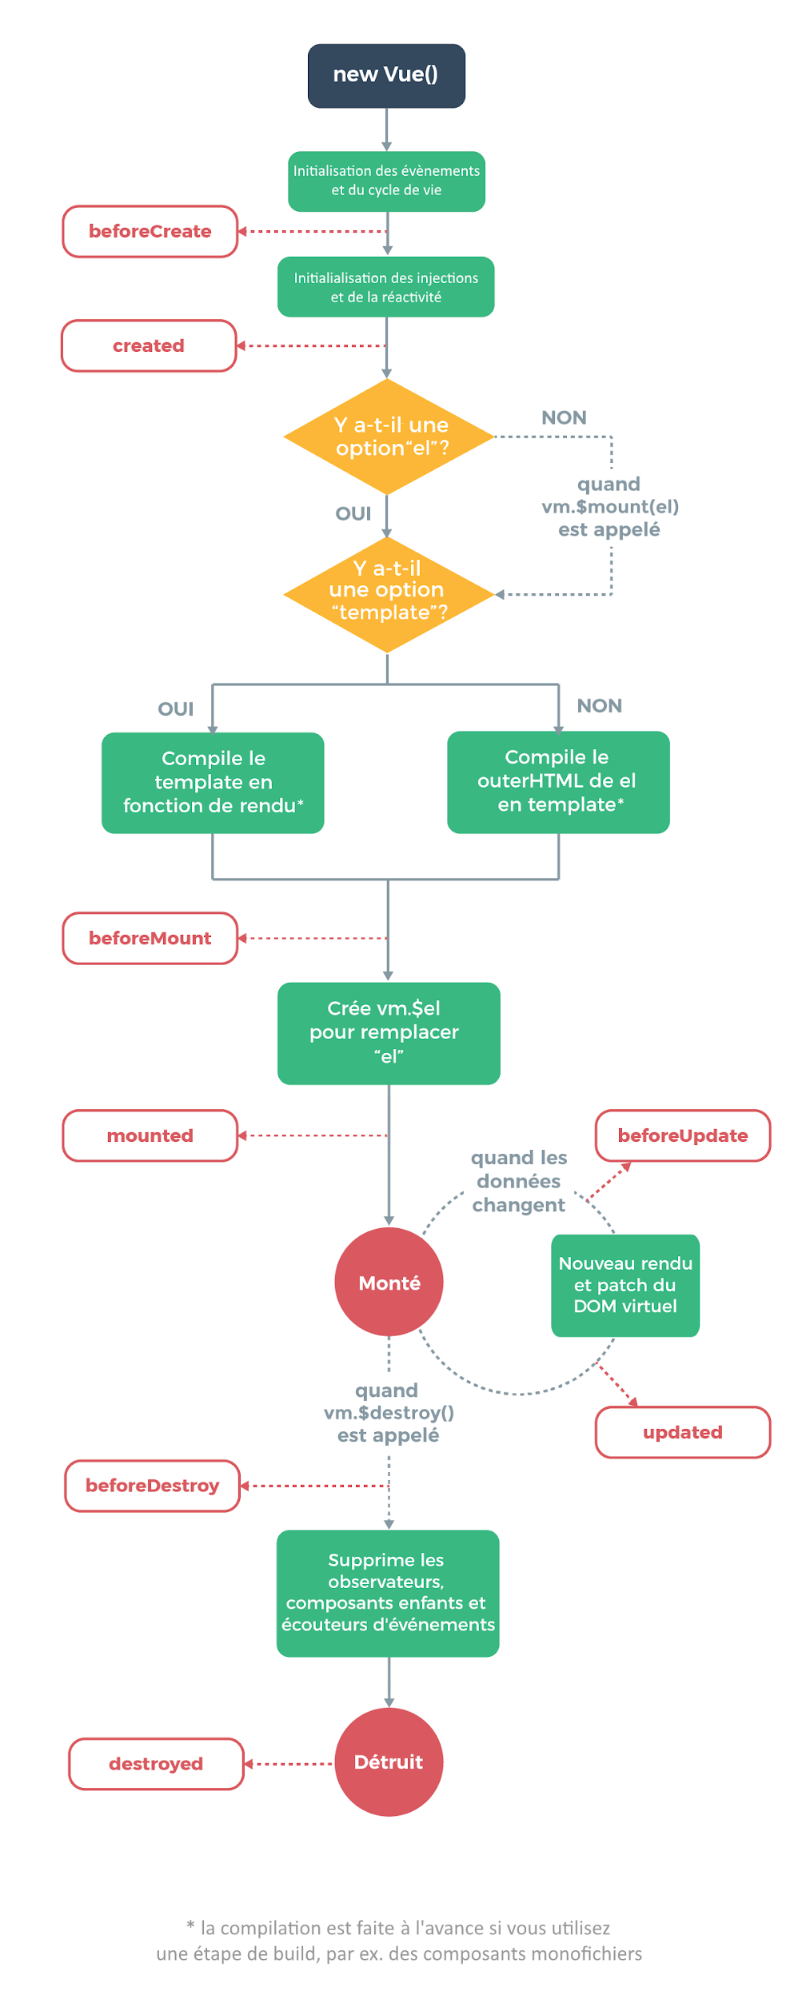 new Vue()
Initialisation des évènements
et du cycle de vie
beforeCreate
Initialialisation des injections
et de la réactivité
created
Y a-t-il une
option“el”?
NON
quand
vm.$mount(el)
est appelé
OUI
Y a-t-il
une option
“template”?
OUI
NON
Compile le
template en
fonction de rendu*
Compile le
outerHTML de el
en template*
beforeMount
Crée vm.$el
pour remplacer
“el”
mounted
beforeUpdate
quand les
données
changent
Monté
Nouveau rendu
et patch du
DOM virtuel
quand
vm.$destroy()
est appelé
updated
beforeDestroy
Supprime les
observateurs,
composants enfants et
écouteurs d'événements
destroyed
Détruit
* la compilation est faite à l'avance si vous utilisez
une étape de build, par ex. des composants monofichiers